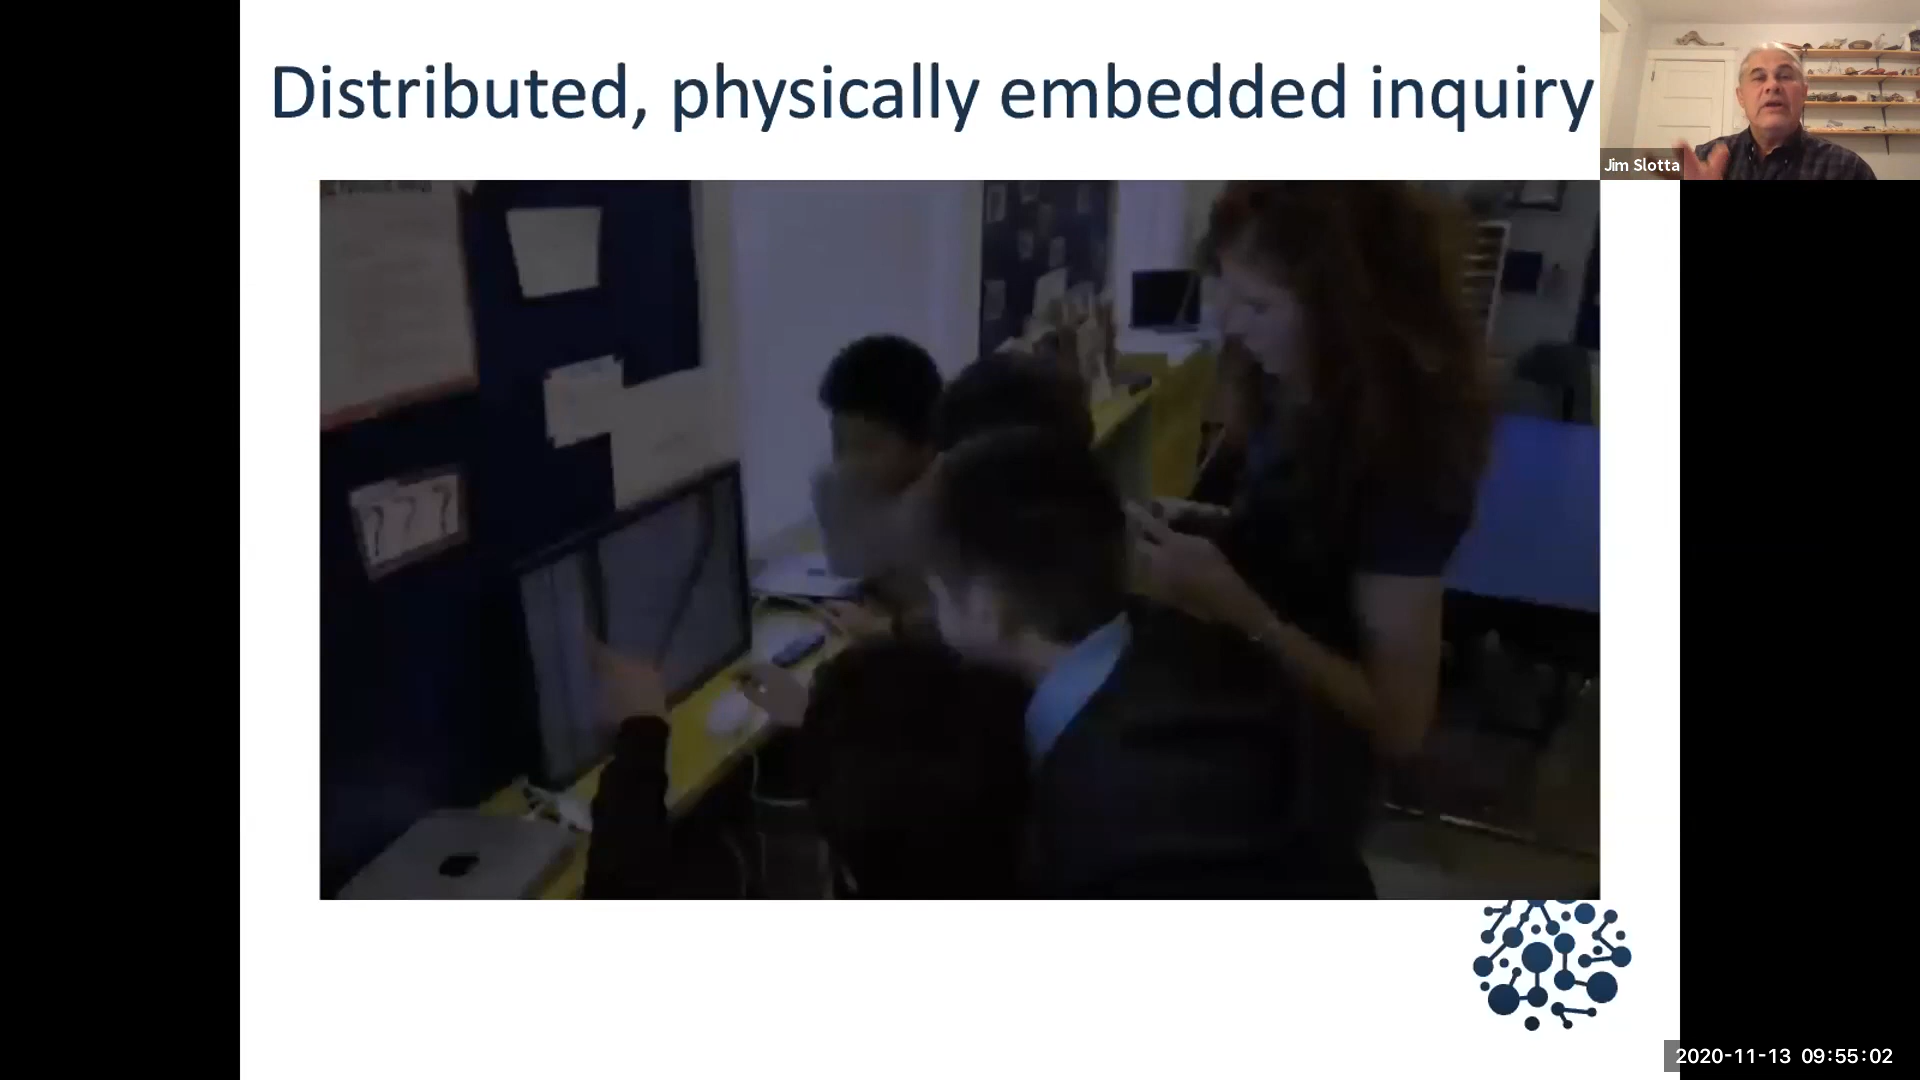 Distributed, physically embedded inquiry
Jim Slotta
???
2020-11-13 09:55:02